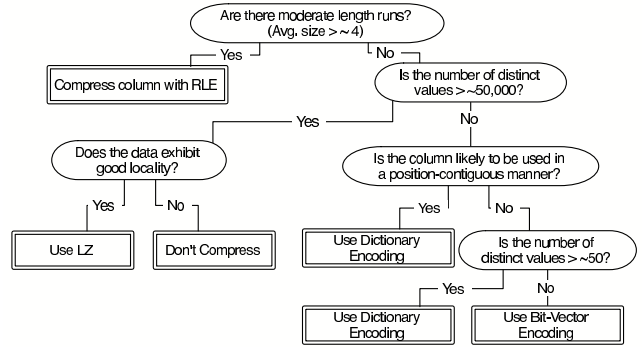 Are there moderate length runs?
(Avg. size >~4)
Yes
No
Compress column with RLE
Is the number of distinct
values >~50,000?
Yes
No
Does the data exhibit
good locality?
Is the column likely to be used in
a position-contiguous manner?
Yes
No
Yes
No
Use LZ
Don't Compress
Use Dictionary
Encoding
Is the number of
distinct values >~50?
Yes
No
Use Dictionary
Encoding
Use Bit-Vector
Encoding